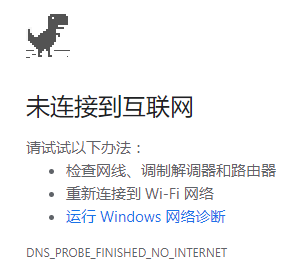 未连接到互联网
请试试以下办法：
• 检查网线、调制解调器和路由器
• 重新连接到 Wi-Fi 网络
• 运行 Windows 网络诊断
DNS_PROBE_FINISHED_NO_INTERNET